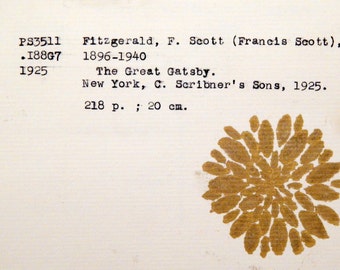 PS3511 Fitzgerald, F. Scott (Francis Scott),
.I88G7 1896-1940
1925 The Great Gatsby.
New York, C. Scribner's Sons, 1925.
218 p. ; 20 cm.